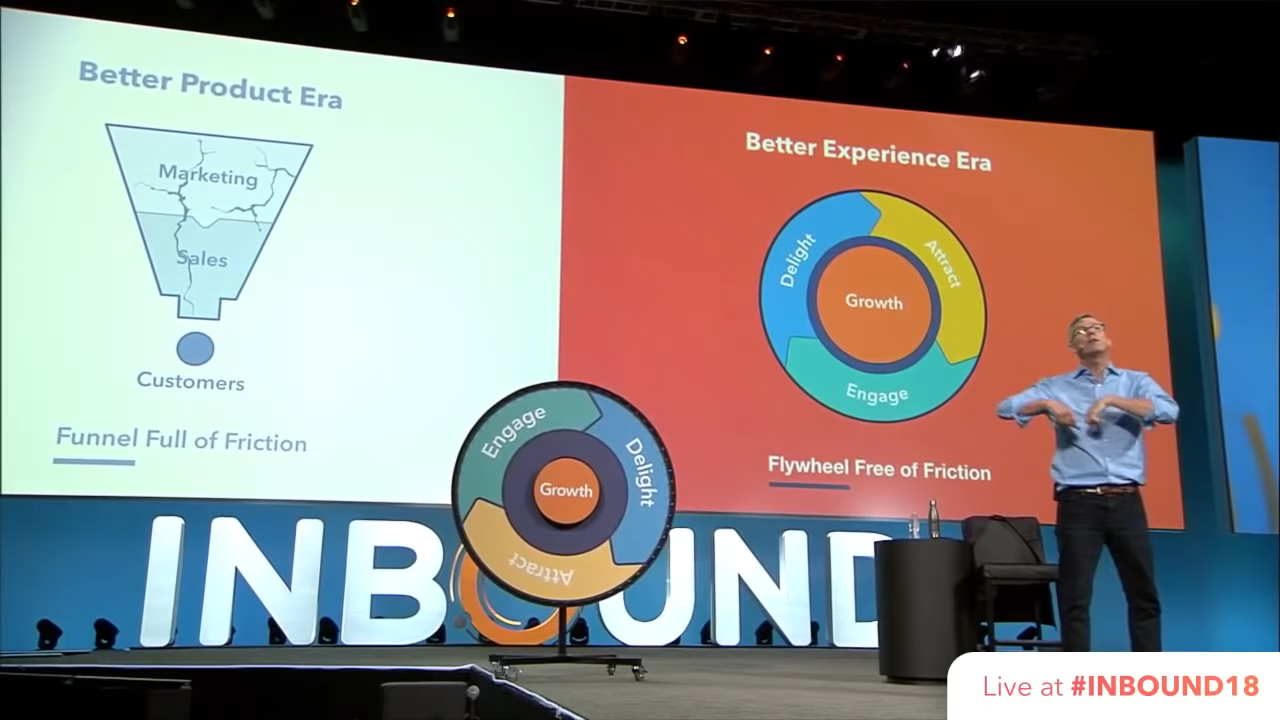 Better Product Era
Marketing
Sales
Customers
Funnel Full of Friction
Better Experience Era
Delight
Attract
Growth
Engage
Flywheel Free of Friction
Engage
Delight
Growth
Attract
INBOUND
Live at #INBOUND18